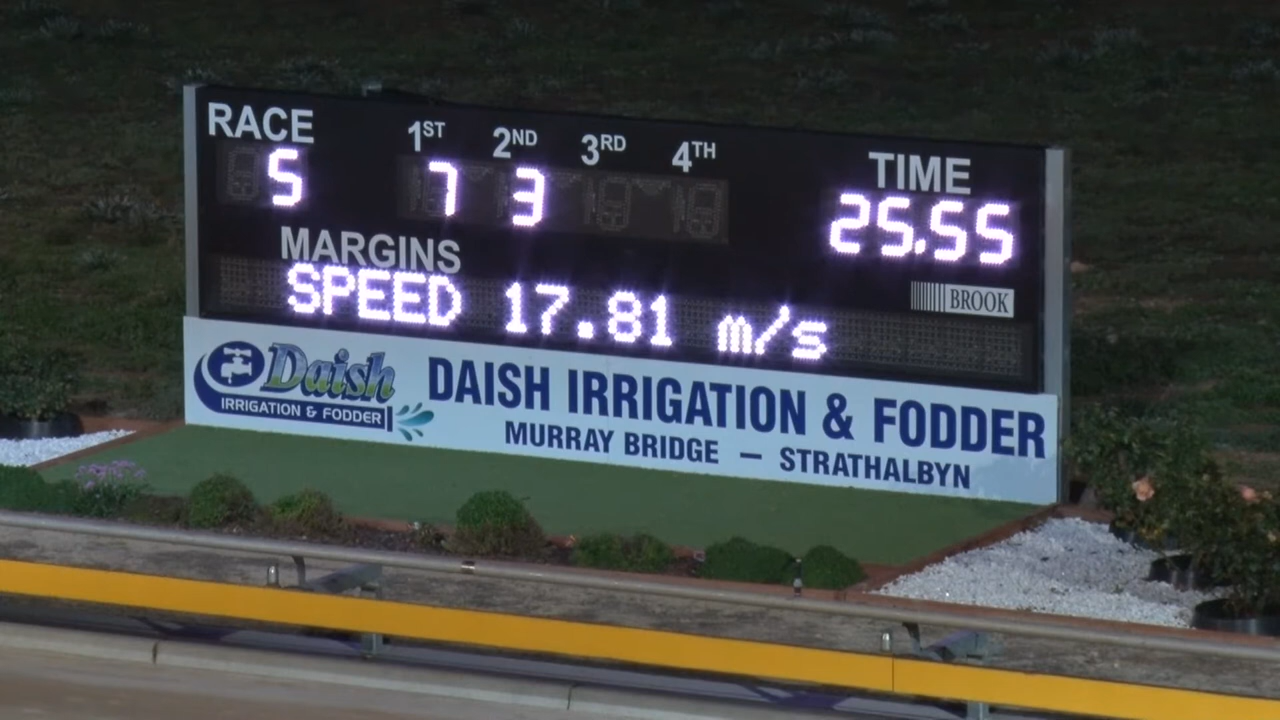 RACE 1ST 2ND 3RD 4TH TIME
5 7 3 25.55
MARGINS
SPEED 17.81 m/s
BROOK
Daish
IRRIGATION & FODDER
DAISH IRRIGATION & FODDER
MURRAY BRIDGE – STRATHALBYN